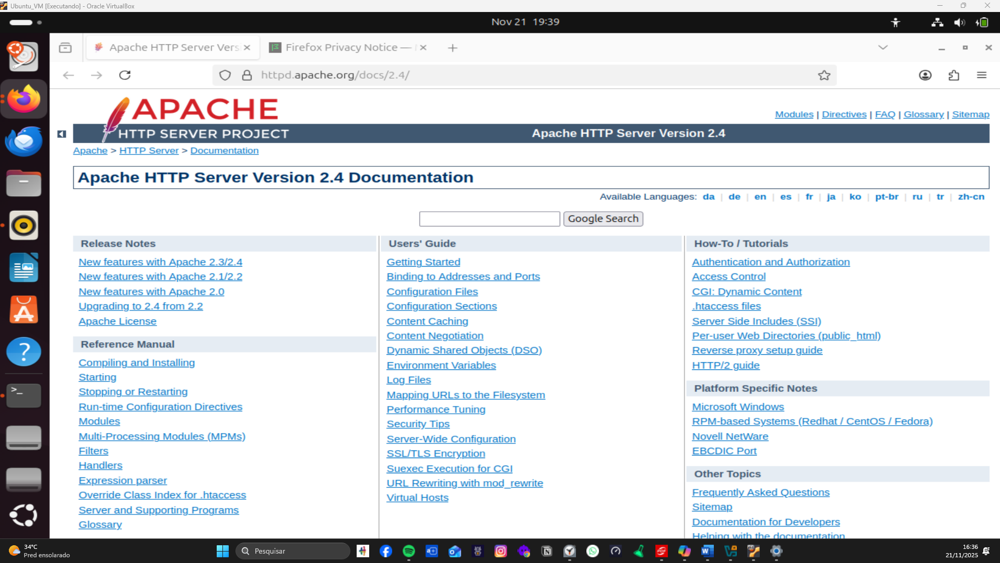 Ubuntu_VM [Executando] - Oracle VirtualBox
Nov 21 19:39
Apache HTTP Server Vers
Firefox Privacy Notice —
httpd.apache.org/docs/2.4/
APACHE
HTTP SERVER PROJECT
Modules | Directives | FAQ | Glossary | Sitemap
Apache HTTP Server Version 2.4
Apache > HTTP Server > Documentation
Apache HTTP Server Version 2.4 Documentation
Available Languages: da | de | en | es | fr | ja | ko | pt-br | ru | tr | zh-cn
Google Search
Release Notes
New features with Apache 2.3/2.4
New features with Apache 2.1/2.2
New features with Apache 2.0
Upgrading to 2.4 from 2.2
Apache License
Reference Manual
Compiling and Installing
Starting
Stopping or Restarting
Run-time Configuration Directives
Modules
Multi-Processing Modules (MPMs)
Filters
Handlers
Expression parser
Override Class Index for .htaccess
Server and Supporting Programs
Glossary
Users' Guide
Getting Started
Binding to Addresses and Ports
Configuration Files
Configuration Sections
Content Caching
Content Negotiation
Dynamic Shared Objects (DSO)
Environment Variables
Log Files
Mapping URLs to the Filesystem
Performance Tuning
Security Tips
Server-Wide Configuration
SSL/TLS Encryption
Suexec Execution for CGI
URL Rewriting with mod_rewrite
Virtual Hosts
How-To / Tutorials
Authentication and Authorization
Access Control
CGI: Dynamic Content
.htaccess files
Server Side Includes (SSI)
Per-user Web Directories (public_html)
Reverse proxy setup guide
HTTP/2 guide
Platform Specific Notes
Microsoft Windows
RPM-based Systems (Redhat / CentOS / Fedora)
Novell NetWare
EBCDIC Port
Other Topics
Frequently Asked Questions
Sitemap
Documentation for Developers
Helping with the documentation
34°C
Pred ensolarado
Pesquisar
16:36
21/11/2025